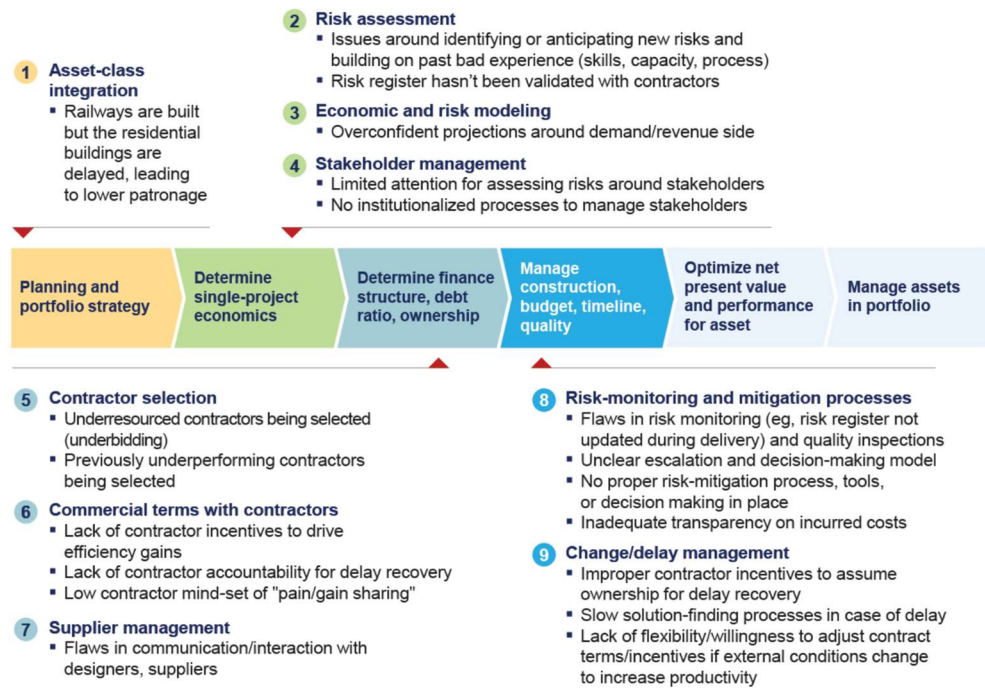 1
Asset-class
integration
▪ Railways are built
but the residential
buildings are
delayed, leading
to lower patronage
2
Risk assessment
▪ Issues around identifying or anticipating new risks and
building on past bad experience (skills, capacity, process)
▪ Risk register hasn't been validated with contractors
3
Economic and risk modeling
▪ Overconfident projections around demand/revenue side
4
Stakeholder management
▪ Limited attention for assessing risks around stakeholders
▪ No institutionalized processes to manage stakeholders
Planning and
portfolio strategy
Determine
single-project
economics
Determine finance
structure, debt
ratio, ownership
Manage
construction,
budget, timeline,
quality
Optimize net
present value
and performance
for asset
Manage assets
in portfolio
5
Contractor selection
▪ Underresourced contractors being selected
(underbidding)
▪ Previously underperforming contractors
being selected
6
Commercial terms with contractors
▪ Lack of contractor incentives to drive
efficiency gains
▪ Lack of contractor accountability for delay recovery
▪ Low contractor mind-set of "pain/gain sharing"
7
Supplier management
▪ Flaws in communication/interaction with
designers, suppliers
8
Risk-monitoring and mitigation processes
▪ Flaws in risk monitoring (eg, risk register not
updated during delivery) and quality inspections
▪ Unclear escalation and decision-making model
▪ No proper risk-mitigation process, tools,
or decision making in place
▪ Inadequate transparency on incurred costs
9
Change/delay management
▪ Improper contractor incentives to assume
ownership for delay recovery
▪ Slow solution-finding processes in case of delay
▪ Lack of flexibility/willingness to adjust contract
terms/incentives if external conditions change
to increase productivity